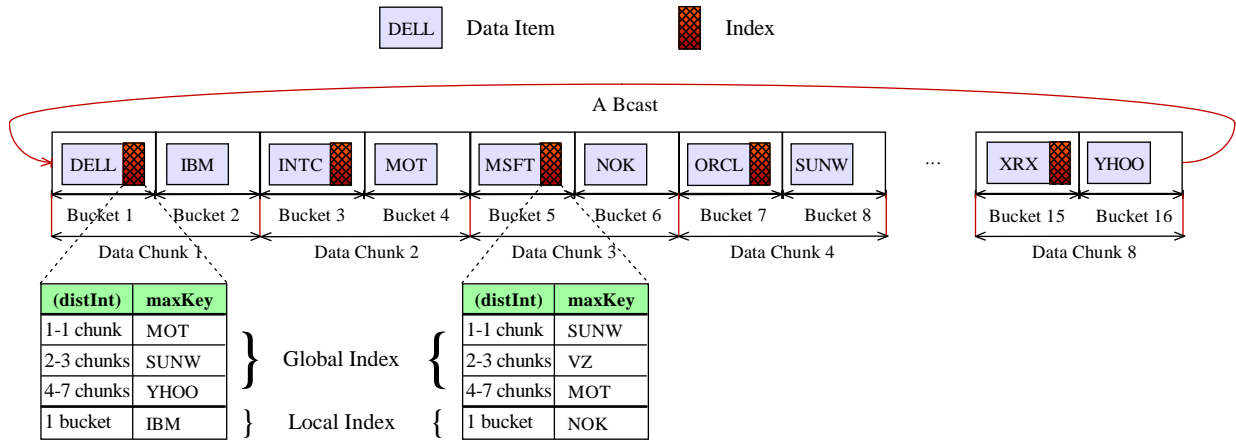 DELL Data Item Index
A Bcast
DELL IBM INTC MOT MSFT NOK ORCL SUNW ... XRX YHOO
Bucket 1 Bucket 2 Bucket 3 Bucket 4 Bucket 5 Bucket 6 Bucket 7 Bucket 8 Bucket 15 Bucket 16
Data Chunk 1 Data Chunk 2 Data Chunk 3 Data Chunk 4 Data Chunk 8
(distInt) maxKey
1-1 chunk MOT
2-3 chunks SUNW
4-7 chunks YHOO
1 bucket IBM
} Global Index {
} Local Index {
(distInt) maxKey
1-1 chunk SUNW
2-3 chunks VZ
4-7 chunks MOT
1 bucket NOK